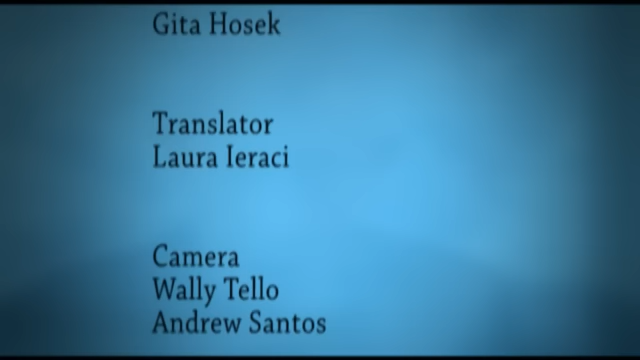 Gita Hosek
Translator
Laura Ieraci
Camera
Wally Tello
Andrew Santos